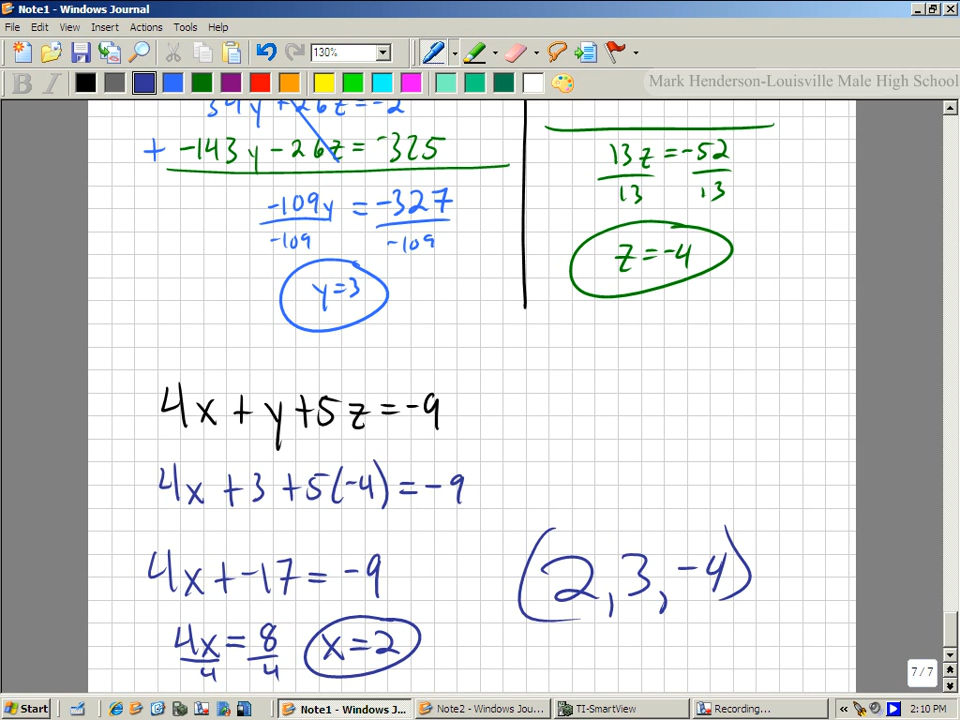 Note1 - Windows Journal
File Edit View Insert Actions Tools Help
130%
B I
Mark Henderson-Louisville Male High School
34y + 26z = -2
+ -143y - 26z = -325
-109y = -327
-109 -109
y=3
13z = -52
13 13
z = -4
4x + y + 5z = -9
4x + 3 + 5(-4) = -9
4x + -17 = -9
4x = 8
4 4
x = 2
(2, 3, -4)
7 / 7
Start
Note1 - Windows J...
Note2 - Windows Jou...
TI-SmartView
Recording...
2:10 PM